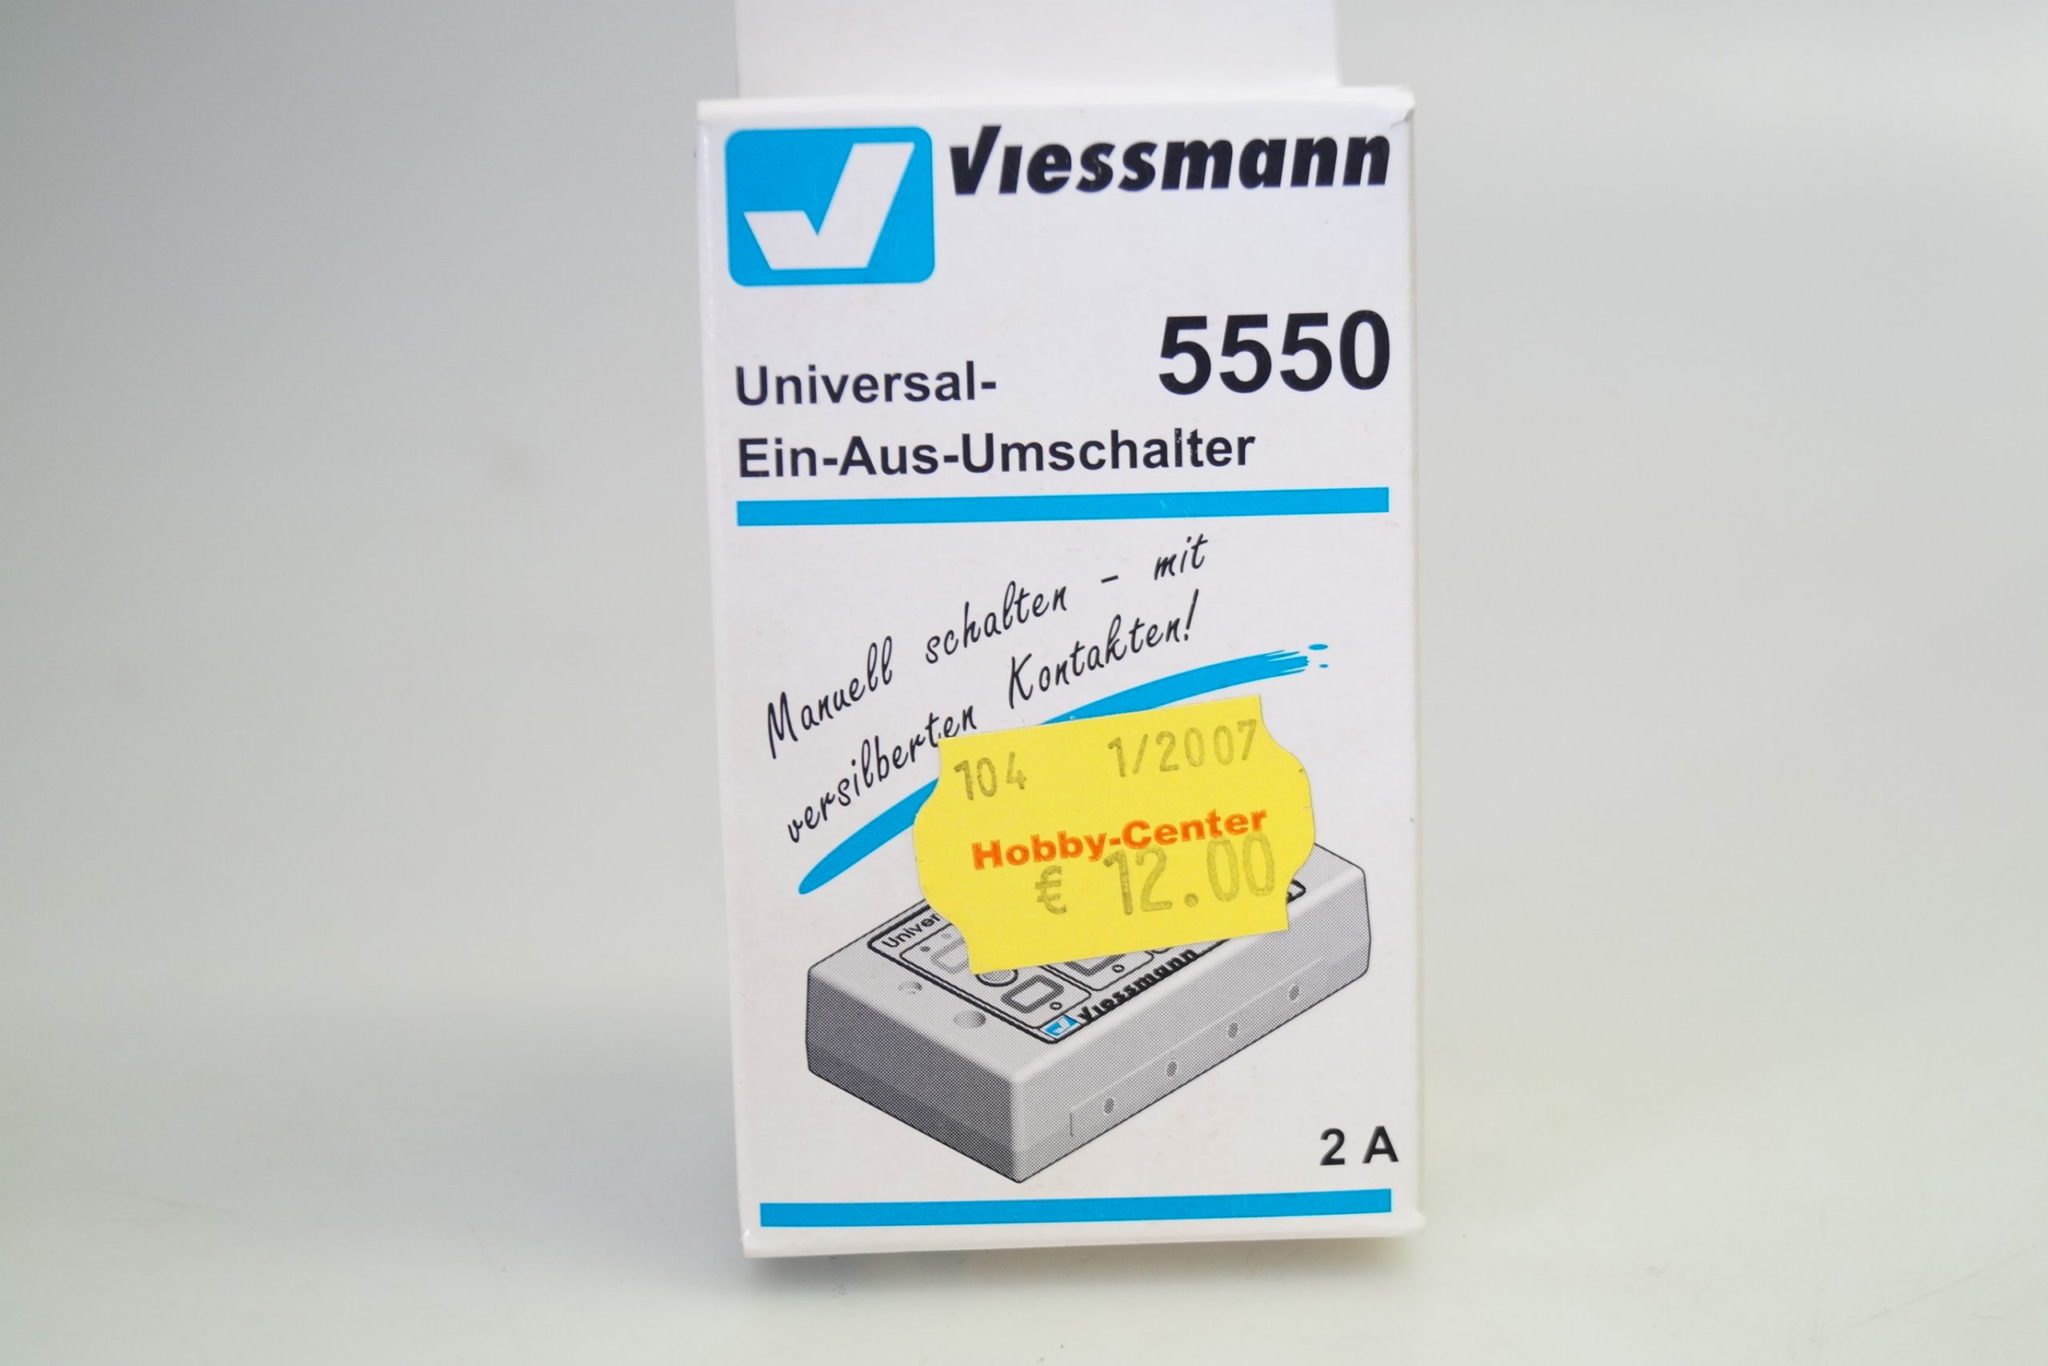 Viessmann
5550
Universal-
Ein-Aus-Umschalter
Manuell schalten - mit
versilberten Kontakten!
104 1/2007
Hobby-Center
€ 12.00
Univer
Viessmann
2 A